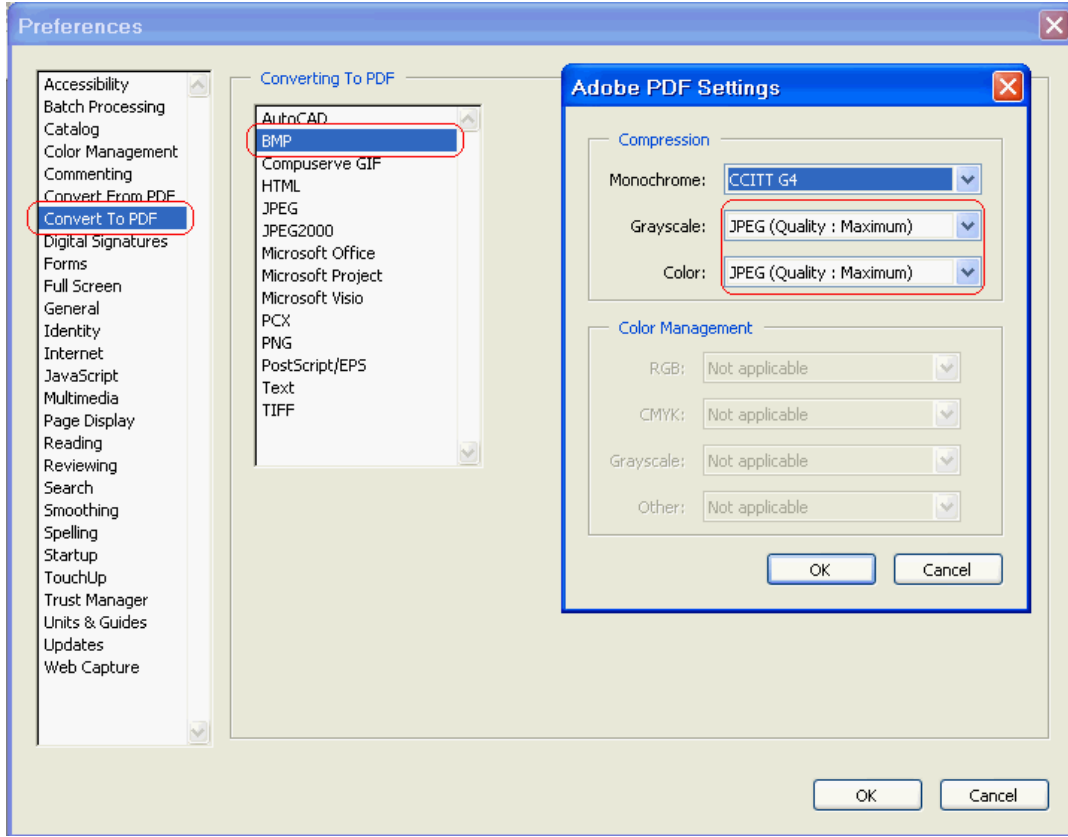 Preferences
Accessibility
Batch Processing
Catalog
Color Management
Commenting
Convert From PDF
Convert To PDF
Digital Signatures
Forms
Full Screen
General
Identity
Internet
JavaScript
Multimedia
Page Display
Reading
Reviewing
Search
Smoothing
Spelling
Startup
TouchUp
Trust Manager
Units & Guides
Updates
Web Capture
Converting To PDF
AutoCAD
BMP
Compuserve GIF
HTML
JPEG
JPEG2000
Microsoft Office
Microsoft Project
Microsoft Visio
PCX
PNG
PostScript/EPS
Text
TIFF
Adobe PDF Settings
Compression
Monochrome: CCITT G4
Grayscale: JPEG (Quality : Maximum)
Color: JPEG (Quality : Maximum)
Color Management
RGB: Not applicable
CMYK: Not applicable
Grayscale: Not applicable
Other: Not applicable
OK Cancel
OK Cancel